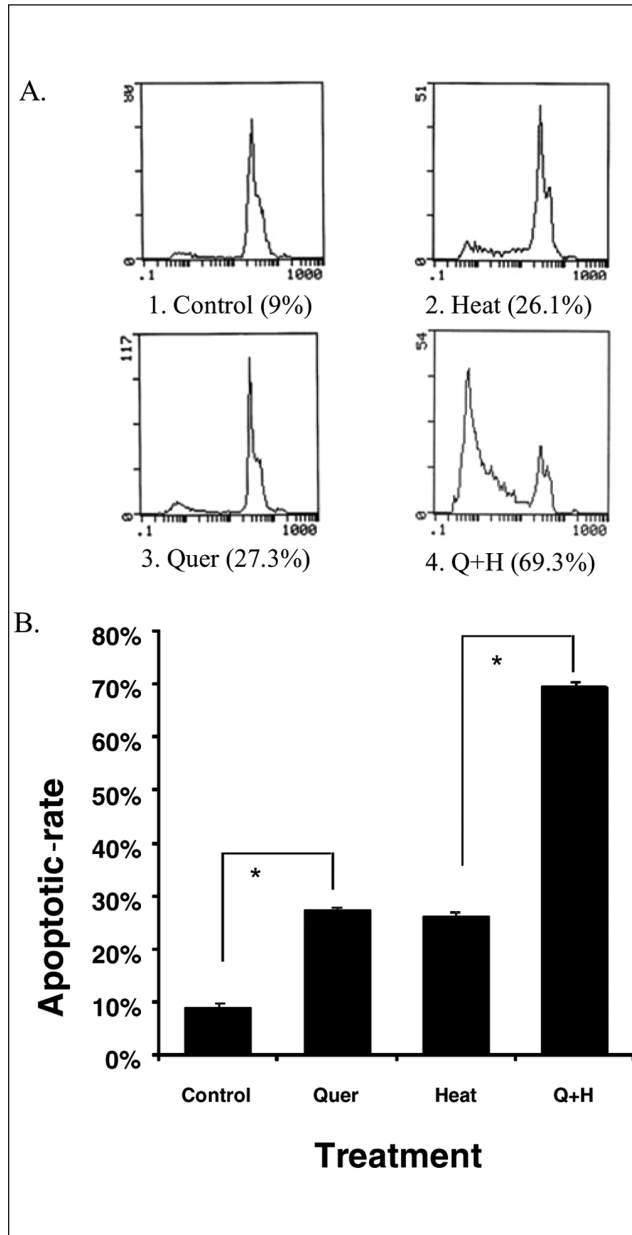 A.
80
0
.1 1000
1. Control (9%)
51
0
.1 1000
2. Heat (26.1%)
117
0
.1 1000
3. Quer (27.3%)
54
0
.1 1000
4. Q+H (69.3%)
B.
80%
70%
60%
50%
40%
30%
20%
10%
0%
Apoptotic-rate
*
*
Control Quer Heat Q+H
Treatment